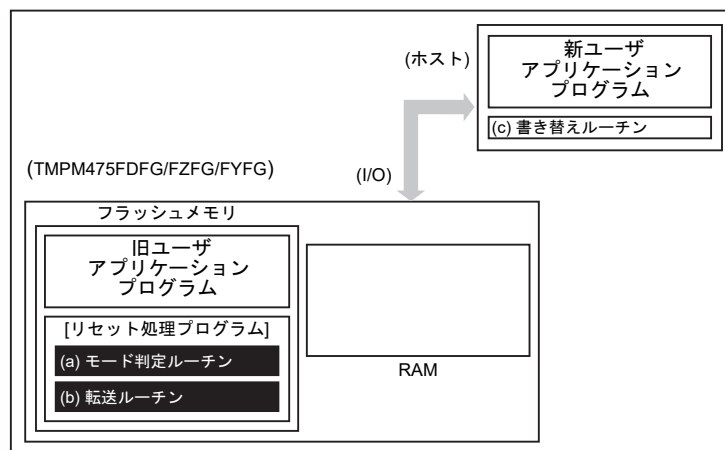 (ホスト)
新ユーザ
アプリケーション
プログラム
(c) 書き替えルーチン
(TMPM475FDFG/FZFG/FYFG)
(I/O)
フラッシュメモリ
旧ユーザ
アプリケーション
プログラム
[リセット処理プログラム]
(a) モード判定ルーチン
(b) 転送ルーチン
RAM